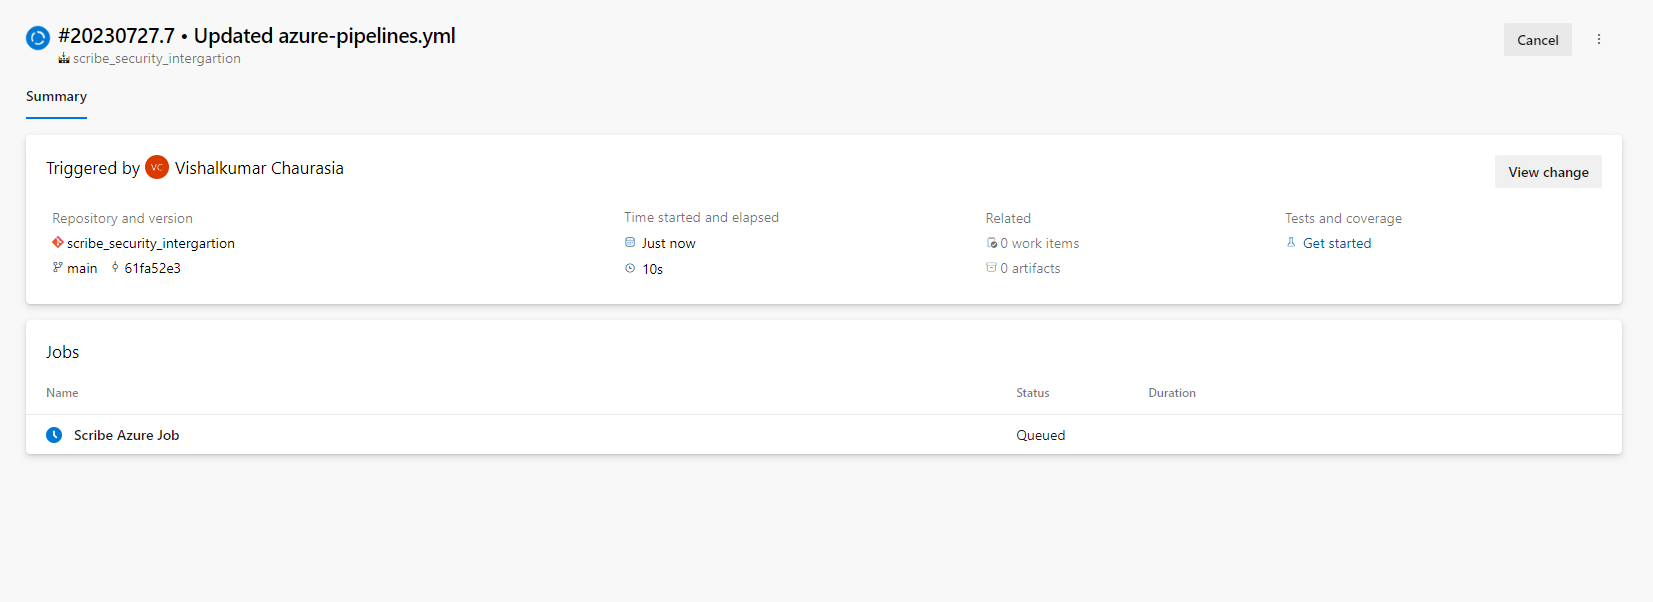 #20230727.7 • Updated azure-pipelines.yml
scribe_security_intergartion
Cancel
Summary
Triggered by VC Vishalkumar Chaurasia
View change
Repository and version
scribe_security_intergartion
main 61fa52e3
Time started and elapsed
Just now
10s
Related
0 work items
0 artifacts
Tests and coverage
Get started
Jobs
Name Status Duration
Scribe Azure Job Queued